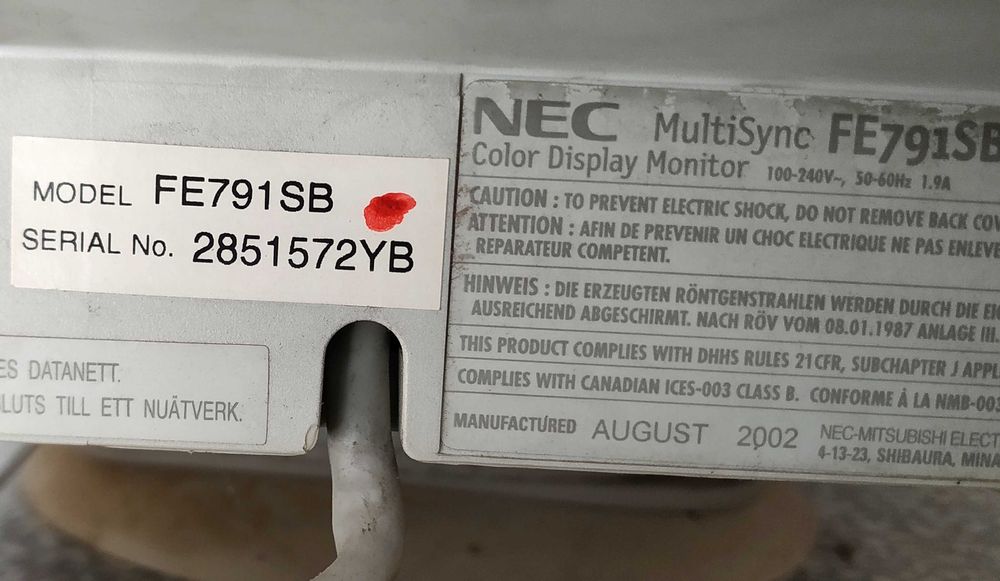 MODEL FE791SB
SERIAL No. 2851572YB
ES DATANETT.
SLUTS TILL ETT NUÄTVERK.
NEC MultiSync FE791SB
Color Display Monitor 100-240V~, 50-60Hz 1.9A
CAUTION : TO PREVENT ELECTRIC SHOCK, DO NOT REMOVE BACK
ATTENTION : AFIN DE PREVENIR UN CHOC ELECTRIQUE NE PAS
REPARATEUR COMPETENT.
HINWEIS : DIE ERZEUGTEN RÖNTGENSTRAHLEN WERDEN DURCH DIE
AUSREICHEND ABGESCHIRMT. NACH RÖV VOM 08.01.1987 ANLAGE III.
THIS PRODUCT COMPLIES WITH DHHS RULES 21CFR, SUBCHAPTER J
COMPLIES WITH CANADIAN ICES-003 CLASS B. CONFORME À LA NMB-003
MANUFACTURED AUGUST 2002 NEC-MITSUBISHI
4-13-23, SHIBAURA,